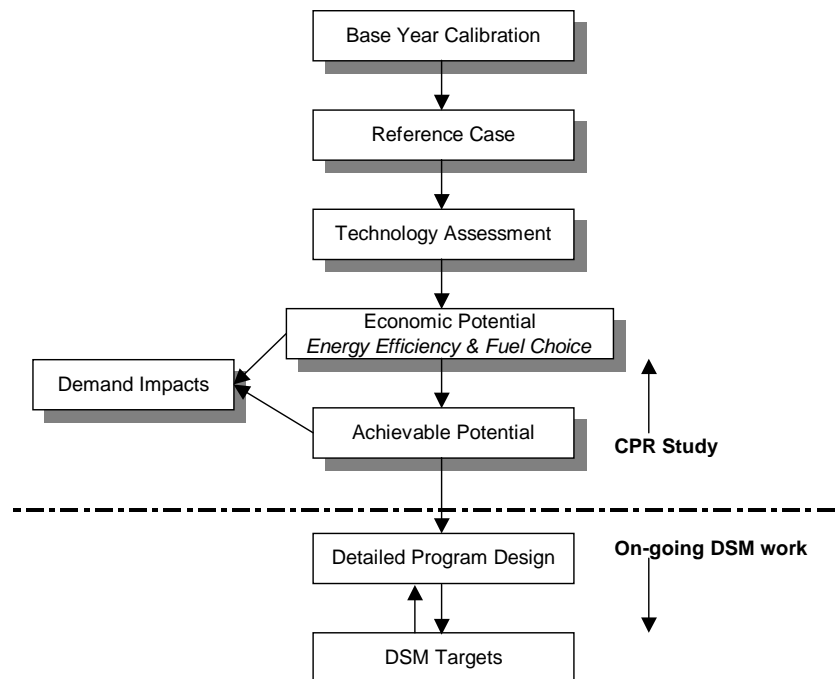 Base Year Calibration
Reference Case
Technology Assessment
Economic Potential
Energy Efficiency & Fuel Choice
Demand Impacts
Achievable Potential
CPR Study
On-going DSM work
Detailed Program Design
DSM Targets